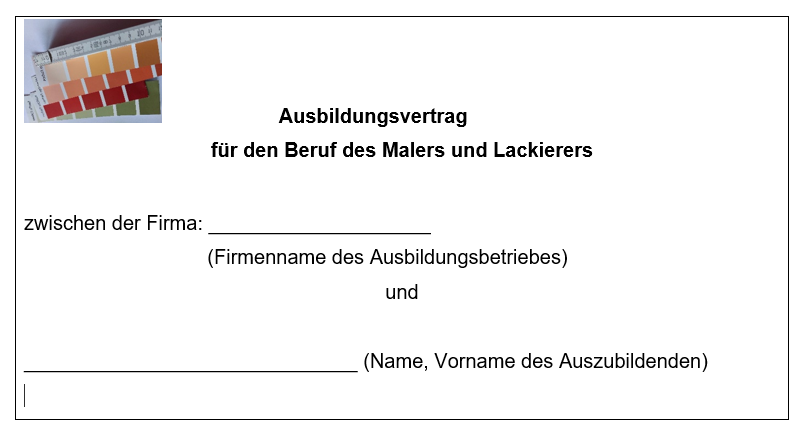 Ausbildungsvertrag
für den Beruf des Malers und Lackierers
zwischen der Firma: ____________________
(Firmenname des Ausbildungsbetriebes)
und
______________________________ (Name, Vorname des Auszubildenden)